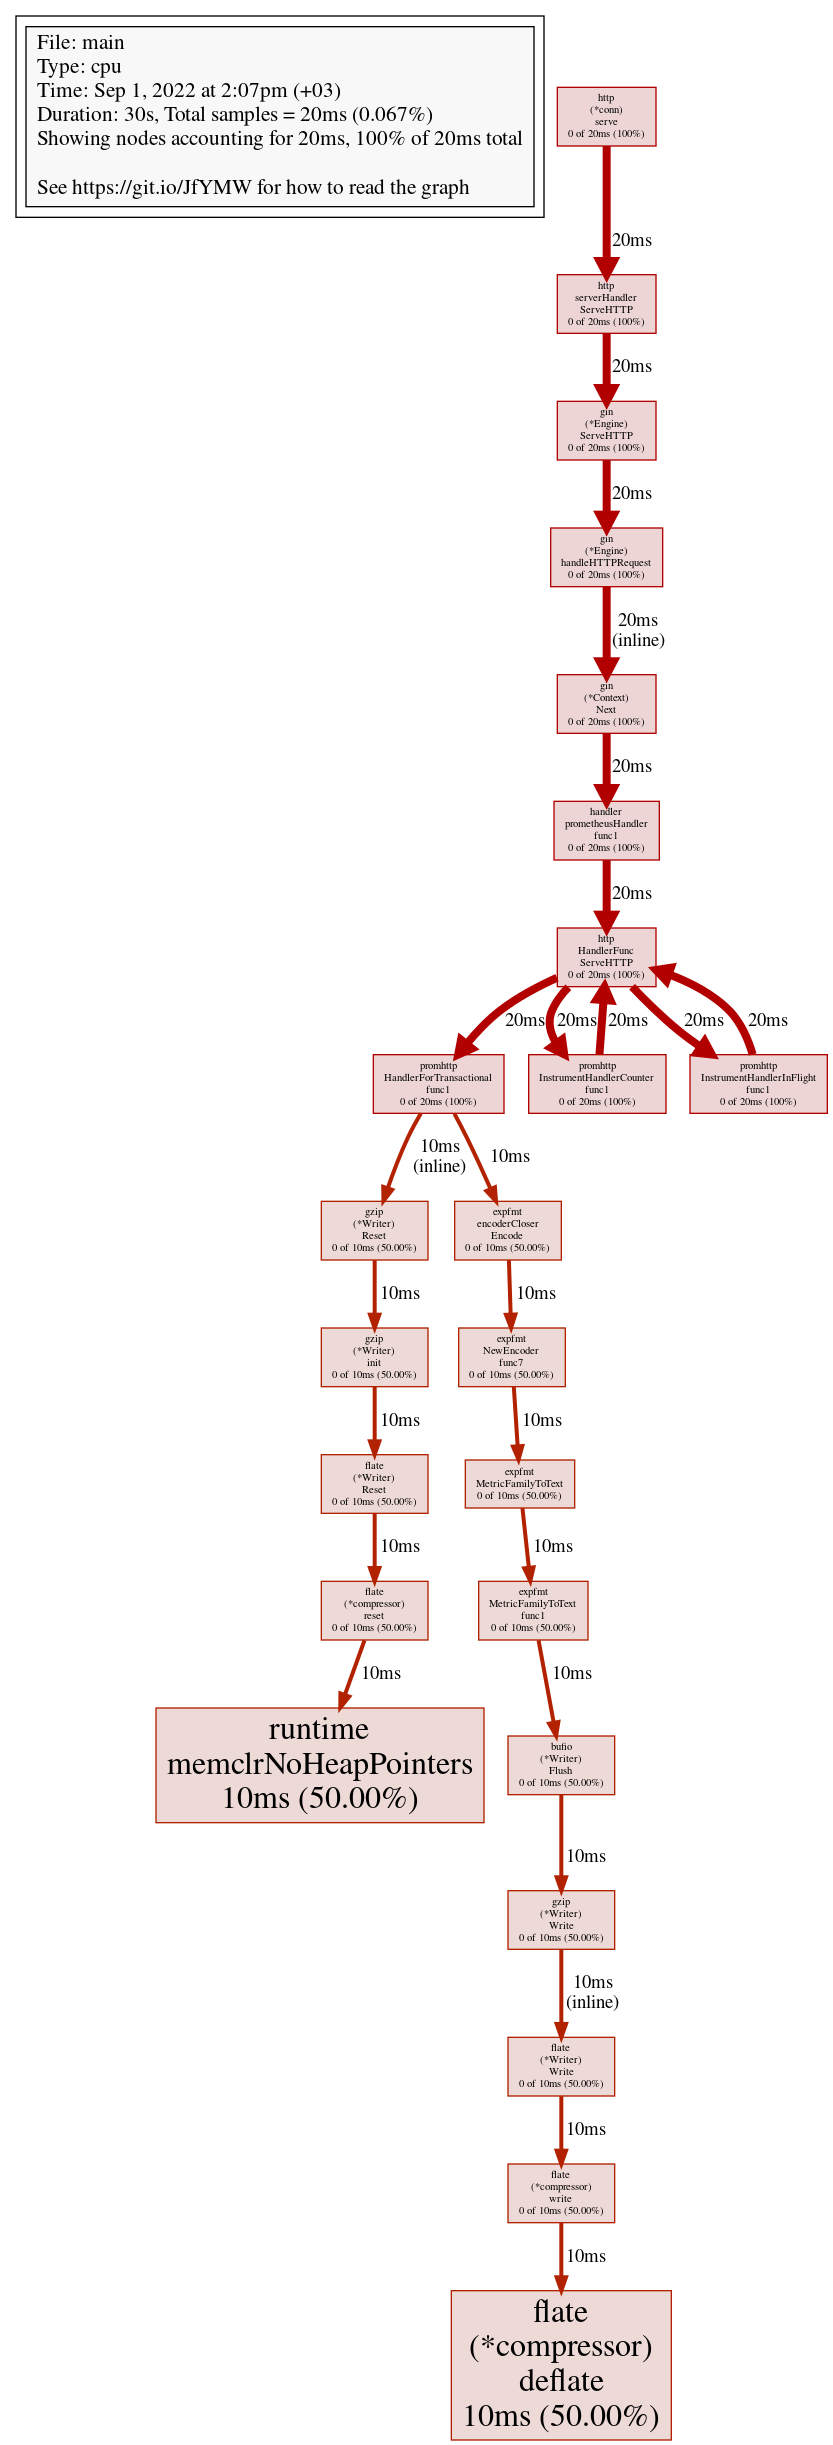 File: main
Type: cpu
Time: Sep 1, 2022 at 2:07pm (+03)
Duration: 30s, Total samples = 20ms (0.067%)
Showing nodes accounting for 20ms, 100% of 20ms total
See https://git.io/JfYMW for how to read the graph
http
(*conn)
serve
0 of 20ms (100%)
20ms
http
serverHandler
ServeHTTP
0 of 20ms (100%)
20ms
gin
(*Engine)
ServeHTTP
0 of 20ms (100%)
20ms
gin
(*Engine)
handleHTTPRequest
0 of 20ms (100%)
20ms
(inline)
gin
(*Context)
Next
0 of 20ms (100%)
20ms
handler
prometheusHandler
func1
0 of 20ms (100%)
20ms
http
HandlerFunc
ServeHTTP
0 of 20ms (100%)
20ms
20ms
20ms
20ms
20ms
promhttp
HandlerForTransactional
func1
0 of 20ms (100%)
promhttp
InstrumentHandlerCounter
func1
0 of 20ms (100%)
promhttp
InstrumentHandlerInFlight
func1
0 of 20ms (100%)
10ms
(inline)
10ms
gzip
(*Writer)
Reset
0 of 10ms (50.00%)
expfmt
encoderCloser
Encode
0 of 10ms (50.00%)
10ms
10ms
gzip
(*Writer)
init
0 of 10ms (50.00%)
expfmt
NewEncoder
func7
0 of 10ms (50.00%)
10ms
10ms
flate
(*Writer)
Reset
0 of 10ms (50.00%)
expfmt
MetricFamilyToText
0 of 10ms (50.00%)
10ms
10ms
flate
(*compressor)
reset
0 of 10ms (50.00%)
expfmt
MetricFamilyToText
func1
0 of 10ms (50.00%)
10ms
10ms
runtime
memclrNoHeapPointers
10ms (50.00%)
bufio
(*Writer)
Flush
0 of 10ms (50.00%)
10ms
gzip
(*Writer)
Write
0 of 10ms (50.00%)
10ms
(inline)
flate
(*Writer)
Write
0 of 10ms (50.00%)
10ms
flate
(*compressor)
write
0 of 10ms (50.00%)
10ms
flate
(*compressor)
deflate
10ms (50.00%)